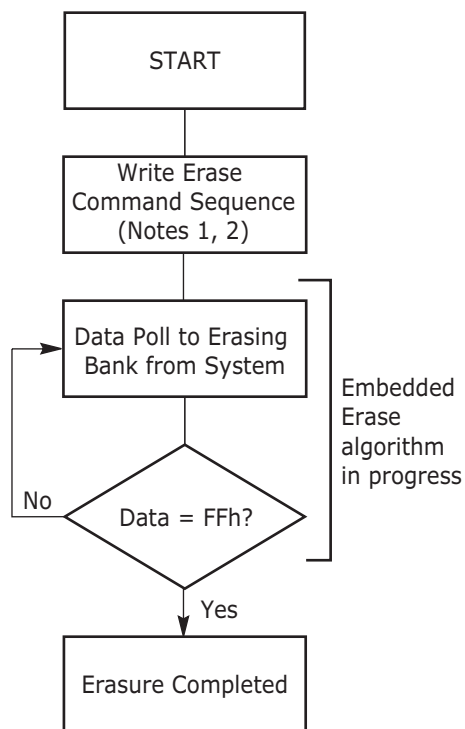 START
Write Erase
Command Sequence
(Notes 1, 2)
Data Poll to Erasing
Bank from System
Embedded
Erase
algorithm
in progress
No
Data = FFh?
Yes
Erasure Completed